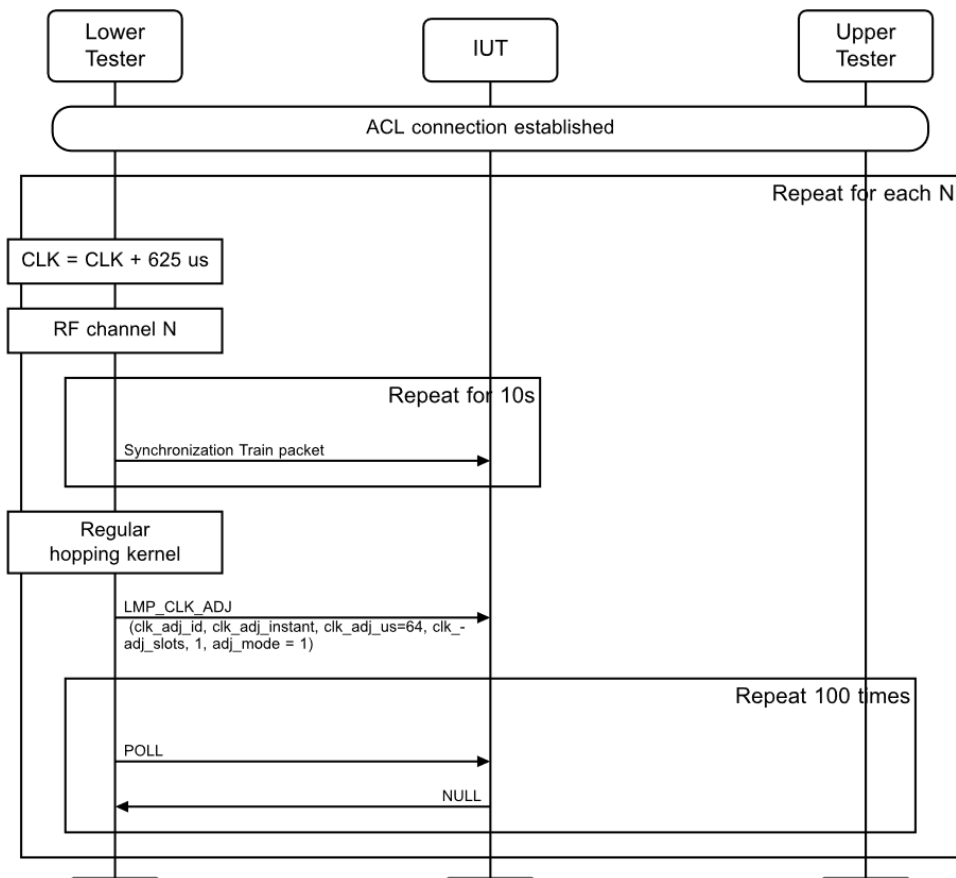 Lower
Tester
IUT
Upper
Tester
ACL connection established
Repeat for each N
CLK = CLK + 625 us
RF channel N
Repeat for 10s
Synchronization Train packet
Regular
hopping kernel
LMP_CLK_ADJ
(clk_adj_id, clk_adj_instant, clk_adj_us=64, clk_-
adj_slots, 1, adj_mode = 1)
Repeat 100 times
POLL
NULL